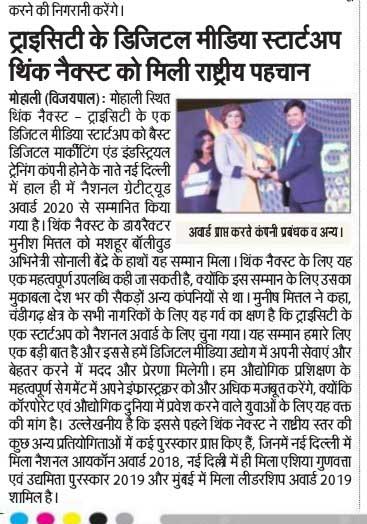 करने की निगरानी करेंगे।
ट्राइसिटी के डिजिटल मीडिया स्टार्टअप
थिंक नैक्स्ट को मिली राष्ट्रीय पहचान
मोहाली (विजयपाल) : मोहाली स्थित
थिंक नैक्स्ट – ट्राइसिटी के एक
डिजिटल मीडिया स्टार्टअप को बैस्ट
डिजिटल मार्कीटिंग एंड इंडस्ट्रियल
ट्रेनिंग कंपनी होने के नाते नई दिल्ली
में हाल ही में नैशनल ग्रेटीट्यूड
अवार्ड 2020 से सम्मानित किया
गया है। थिंक नैक्स्ट के डायरैक्टर
मुनीश मित्तल को मशहूर बॉलीवुड
अवार्ड प्राप्त करते कंपनी प्रबंधक व अन्य।
अभिनेत्री सोनाली बेंद्रे के हाथों यह सम्मान मिला। थिंक नैक्स्ट के लिए यह
एक महत्वपूर्ण उपलब्धि कही जा सकती है, क्योंकि इस सम्मान के लिए उसका
मुकाबला देश भर की सैकड़ों अन्य कंपनियों से था। मुनीष मित्तल ने कहा,
चंडीगढ़ क्षेत्र के सभी नागरिकों के लिए यह गर्व का क्षण है कि ट्राइसिटी के
एक स्टार्टअप को नैशनल अवार्ड के लिए चुना गया। यह सम्मान हमारे लिए
एक बड़ी बात है और इससे हमें डिजिटल मीडिया उद्योग में अपनी सेवाएं और
बेहतर करने में मदद और प्रेरणा मिलेगी। हम औद्योगिक प्रशिक्षण के
महत्वपूर्ण सेगमेंट में अपने इंफ्रास्ट्रक्चर को और अधिक मजबूत करेंगे, क्योंकि
कॉरपोरेट एवं औद्योगिक दुनिया में प्रवेश करने वाले युवाओं के लिए यह वक्त
की मांग है। उल्लेखनीय है कि इससे पहले थिंक नेक्स्ट ने राष्ट्रीय स्तर की
कुछ अन्य प्रतियोगिताओं में कई पुरस्कार प्राप्त किए हैं, जिनमें नई दिल्ली में
मिला नैशनल आयकॉन अवार्ड 2018, नई दिल्ली में ही मिला एशिया गुणवत्ता
एवं उद्यमिता पुरस्कार 2019 और मुंबई में मिला लीडरशिप अवार्ड 2019
शामिल है।